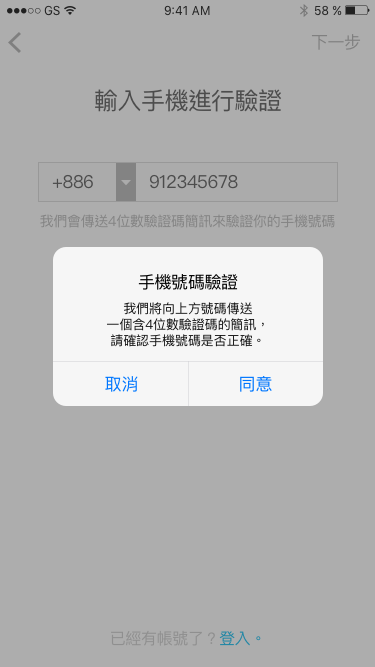 GS 9:41 AM 58 %
下一步
輸入手機進行驗證
+886 912345678
我們會傳送4位數驗證碼簡訊來驗證你的手機號碼
手機號碼驗證
我們將向上方號碼傳送
一個含4位數驗證碼的簡訊，
請確認手機號碼是否正確。
取消 同意
已經有帳號了？登入。